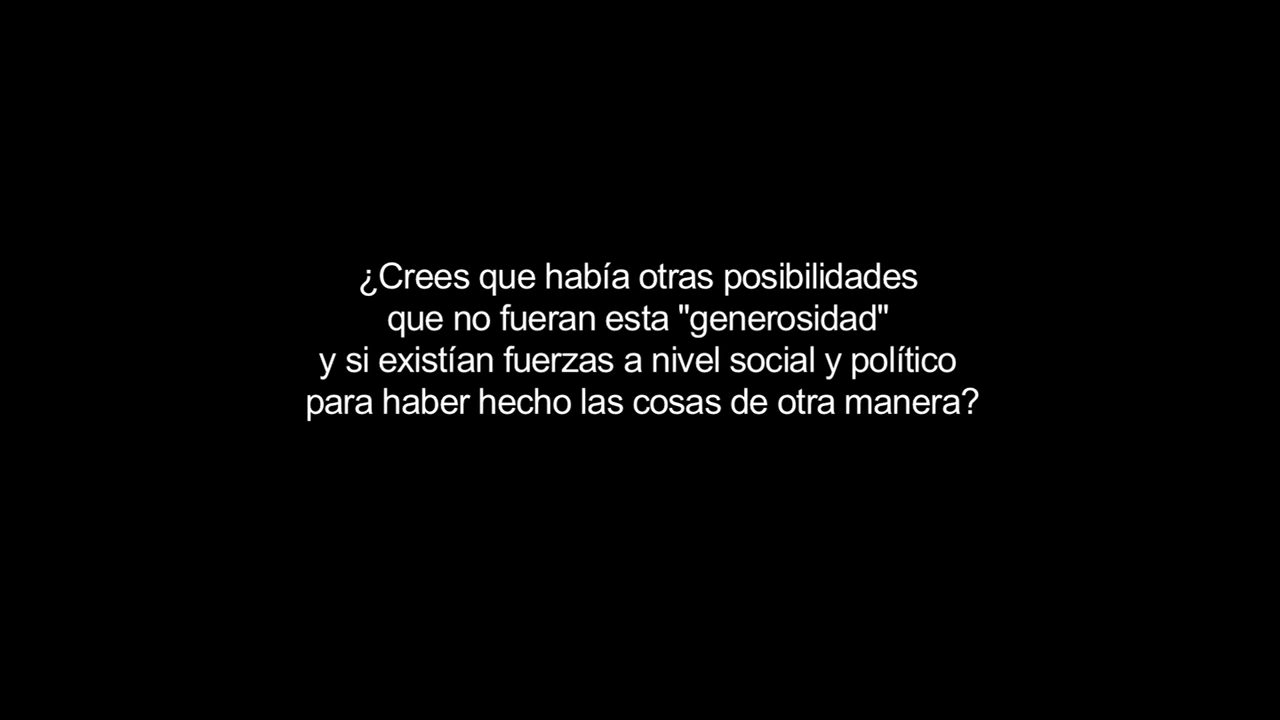 ¿Crees que había otras posibilidades
que no fueran esta "generosidad"
y si existían fuerzas a nivel social y político
para haber hecho las cosas de otra manera?